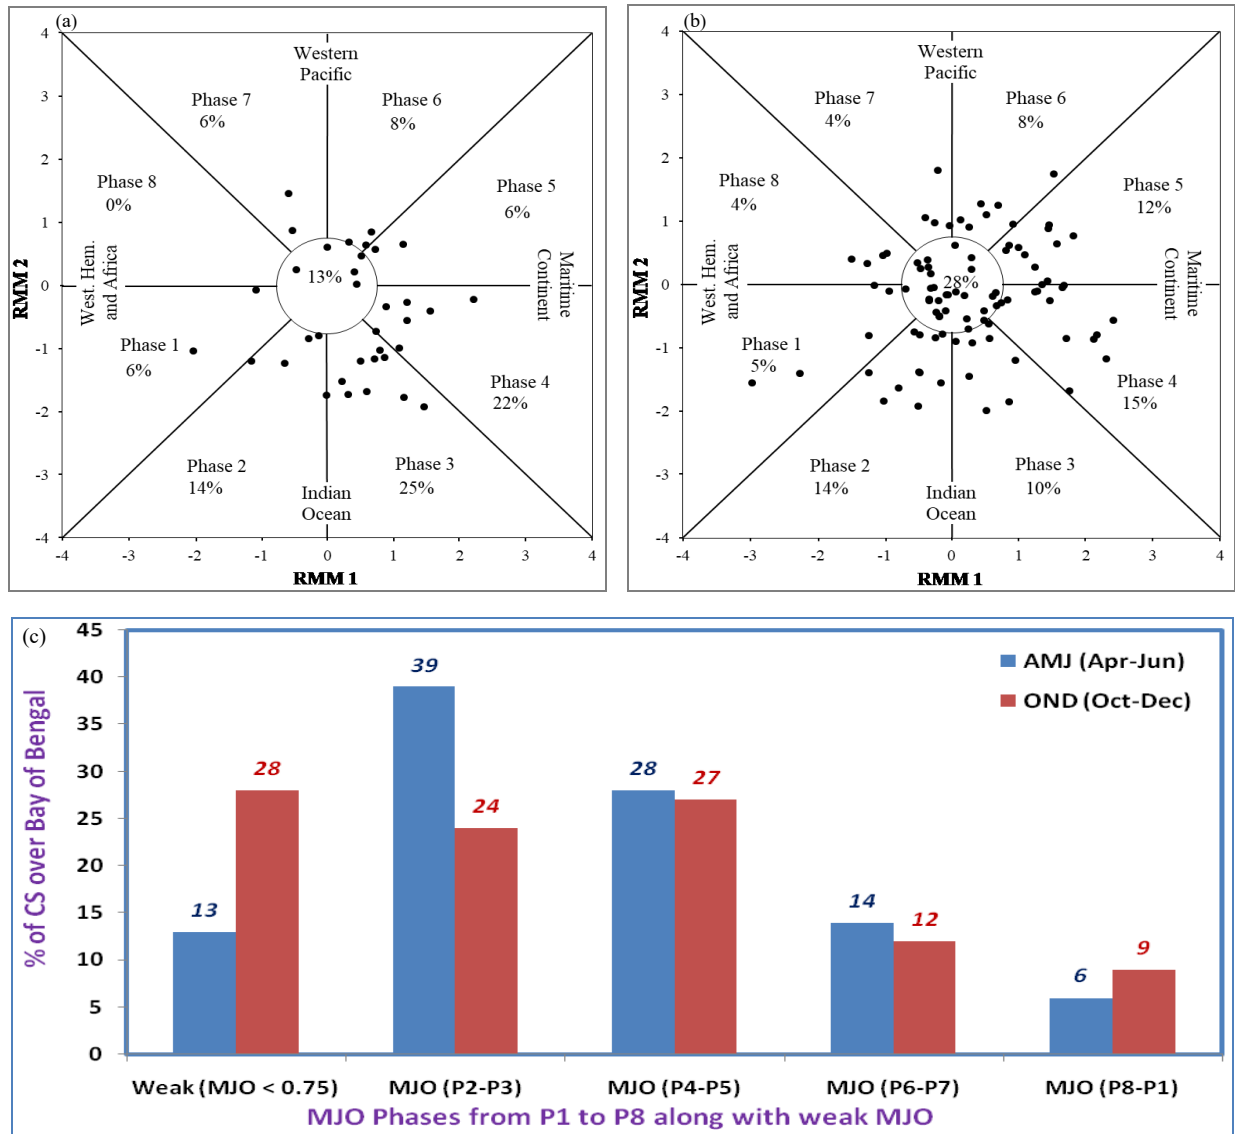 (a)
4
3
2
1
0
-1
-2
-3
-4
RMM 2
-4
-3
-2
-1
0
1
2
3
4
RMM 1
Western
Pacific
Phase 7
6%
Phase 6
8%
Phase 8
0%
Phase 5
6%
West. Hem.
and Africa
13%
Maritime
Continent
Phase 1
6%
Phase 4
22%
Phase 2
14%
Phase 3
25%
Indian
Ocean
(b)
4
3
2
1
0
-1
-2
-3
-4
RMM 2
-4
-3
-2
-1
0
1
2
3
4
RMM 1
Western
Pacific
Phase 7
4%
Phase 6
8%
Phase 8
4%
Phase 5
12%
West. Hem.
and Africa
28%
Maritime
Continent
Phase 1
5%
Phase 4
15%
Phase 2
14%
Phase 3
10%
Indian
Ocean
(c)
% of CS over Bay of Bengal
45
40
35
30
25
20
15
10
5
0
AMJ (Apr-Jun)
OND (Oct-Dec)
13
28
39
24
28
27
14
12
6
9
Weak (MJO < 0.75)
MJO (P2-P3)
MJO (P4-P5)
MJO (P6-P7)
MJO (P8-P1)
MJO Phases from P1 to P8 along with weak MJO